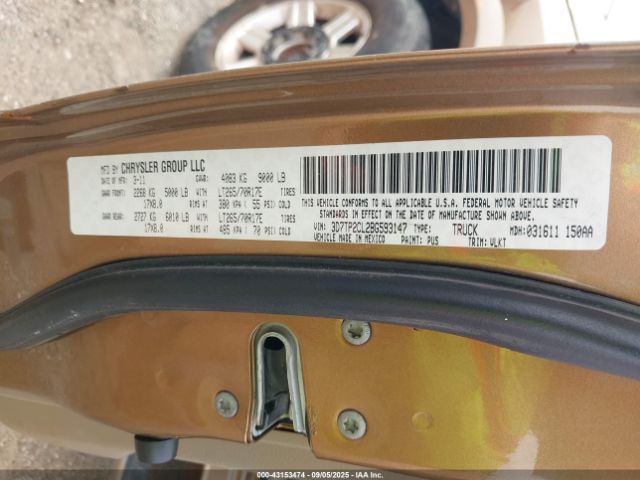 MFD BY CHRYSLER GROUP LLC
DATE OF MFR: 3-11 GVWR: 4083 KG 9000 LB
GAWR FRONT: 2268 KG 5000 LB WITH LT265/70R17E TIRES
17X8.0 RIMS AT 380 KPA ( 55 PSI) COLD
GAWR REAR: 2727 KG 6010 LB WITH LT265/70R17E TIRES
17X8.0 RIMS AT 485 KPA ( 70 PSI) COLD
THIS VEHICLE CONFORMS TO ALL APPLICABLE U.S.A. FEDERAL MOTOR VEHICLE SAFETY
STANDARDS IN EFFECT ON THE DATE OF MANUFACTURE SHOWN ABOVE
VIN: 3D7TP2CL2BG593147 TYPE: TRUCK MDH: 031611 150AA
VEHICLE MADE IN MEXICO PAINT: PUS TRIM: VLKT
000-43153474 09/05/2025 IAAI.COM